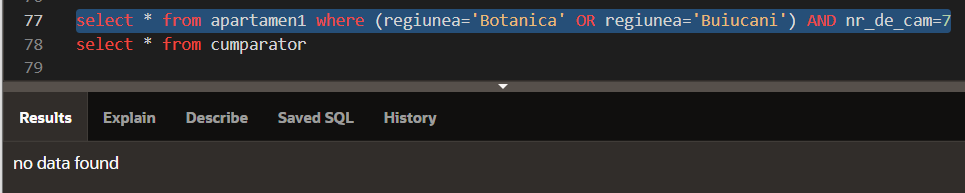 77 select * from apartamen1 where (regiunea='Botanica' OR regiunea='Buiucani') AND nr_de_cam=7
78 select * from cumparator
79
Results Explain Describe Saved SQL History
no data found